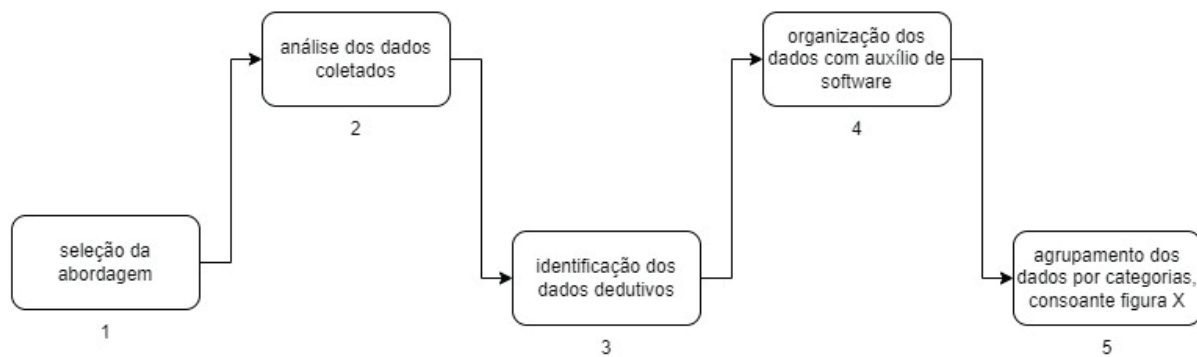 seleção da
abordagem
1
análise dos dados
coletados
2
identificação dos
dados dedutivos
3
organização dos
dados com auxílio de
software
4
agrupamento dos
dados por categorias,
consoante figura X
5